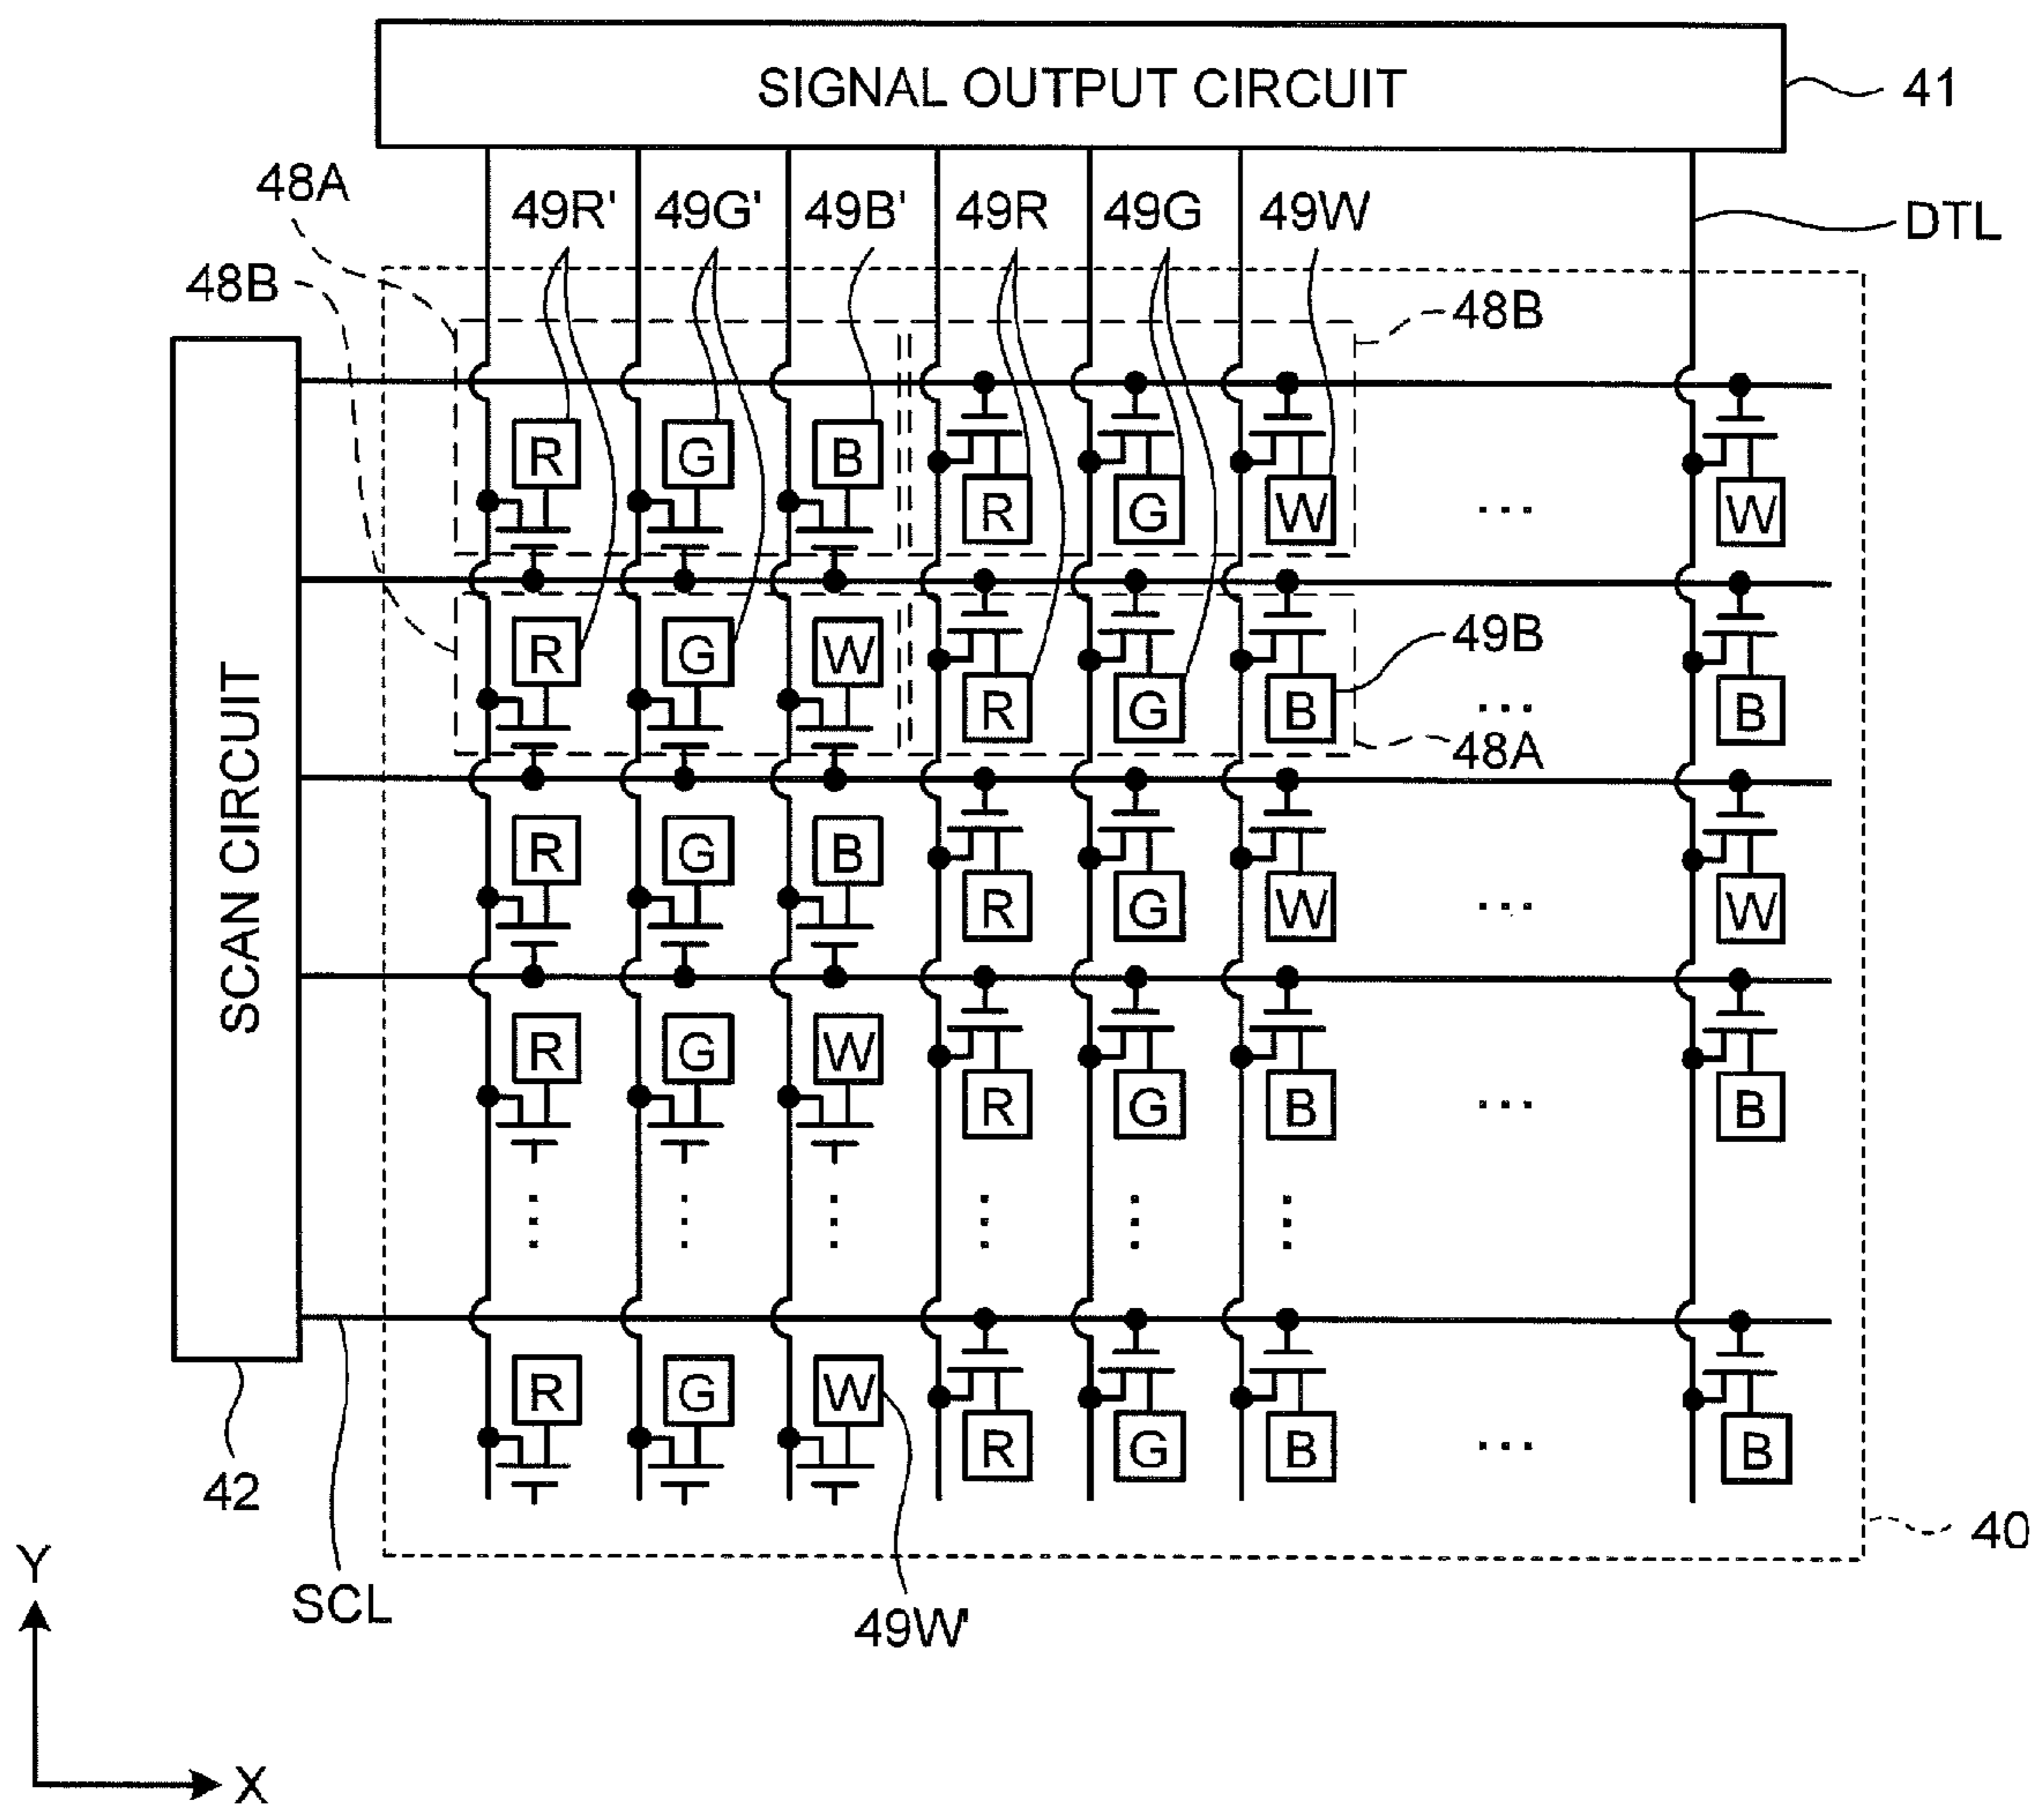 SIGNAL OUTPUT CIRCUIT
41
48A
49R' 49G' 49B' 49R 49G 49W
DTL
48B
48B
R G B R G W ... W
R G W R G B ... B
49B
48A
SCAN CIRCUIT
R G B R G W ... W
R G W R G B ... B
R G W R G B ... B
42
40
SCL
49W'
Y
X